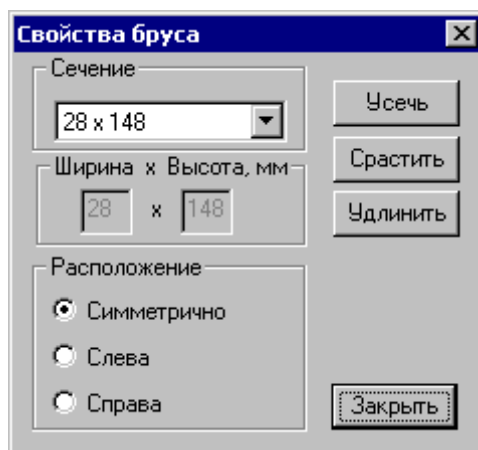 Свойства бруса
Сечение
28 x 148
Ширина x Высота, мм
28 x 148
Расположение
Симметрично
Слева
Справа
Усечь
Срастить
Удлинить
Закрыть